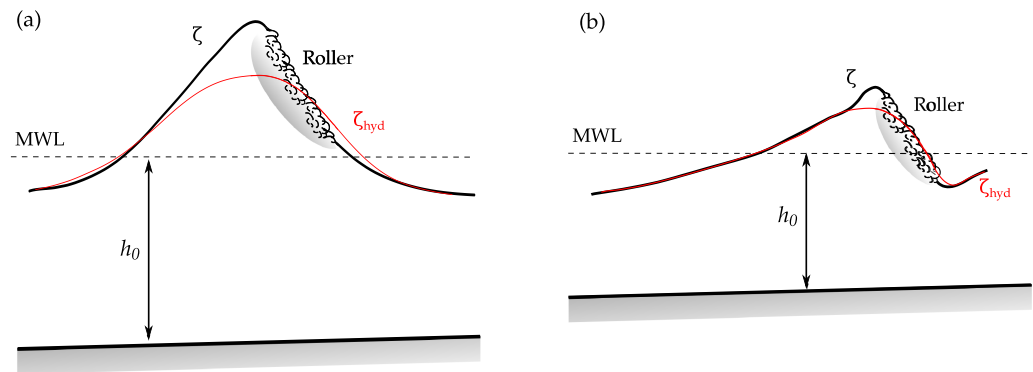 (a)
ζ
Roller
ζhyd
MWL
h0
(b)
ζ
Roller
MWL
ζhyd
h0